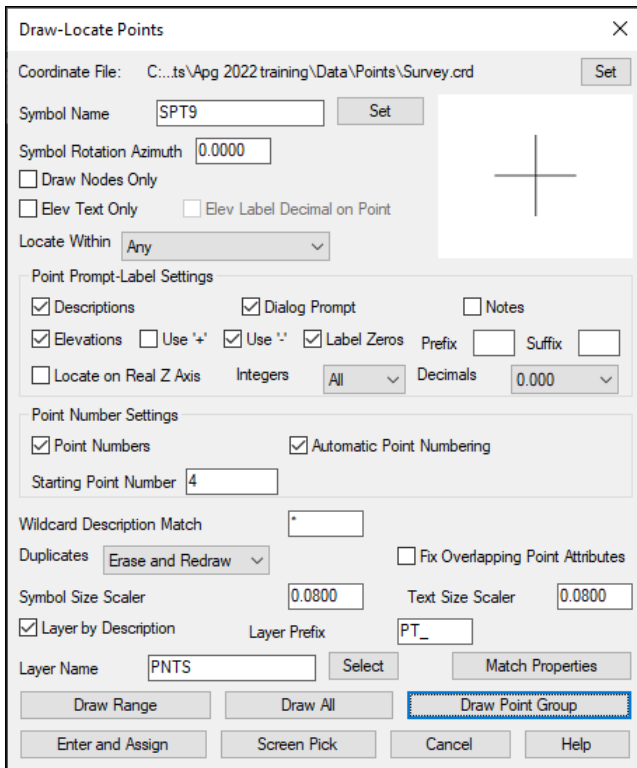 Draw-Locate Points
Coordinate File: C:...ts\Apg 2022 training\Data\Points\Survey.crd Set
Symbol Name SPT9 Set
Symbol Rotation Azimuth 0.0000
Draw Nodes Only
Elev Text Only Elev Label Decimal on Point
Locate Within Any
Point Prompt-Label Settings
Descriptions Dialog Prompt Notes
Elevations Use '+' Use '-' Label Zeros Prefix Suffix
Locate on Real Z Axis Integers All Decimals 0.000
Point Number Settings
Point Numbers Automatic Point Numbering
Starting Point Number 4
Wildcard Description Match *
Duplicates Erase and Redraw Fix Overlapping Point Attributes
Symbol Size Scaler 0.0800 Text Size Scaler 0.0800
Layer by Description Layer Prefix PT_
Layer Name PNTS Select Match Properties
Draw Range Draw All Draw Point Group
Enter and Assign Screen Pick Cancel Help